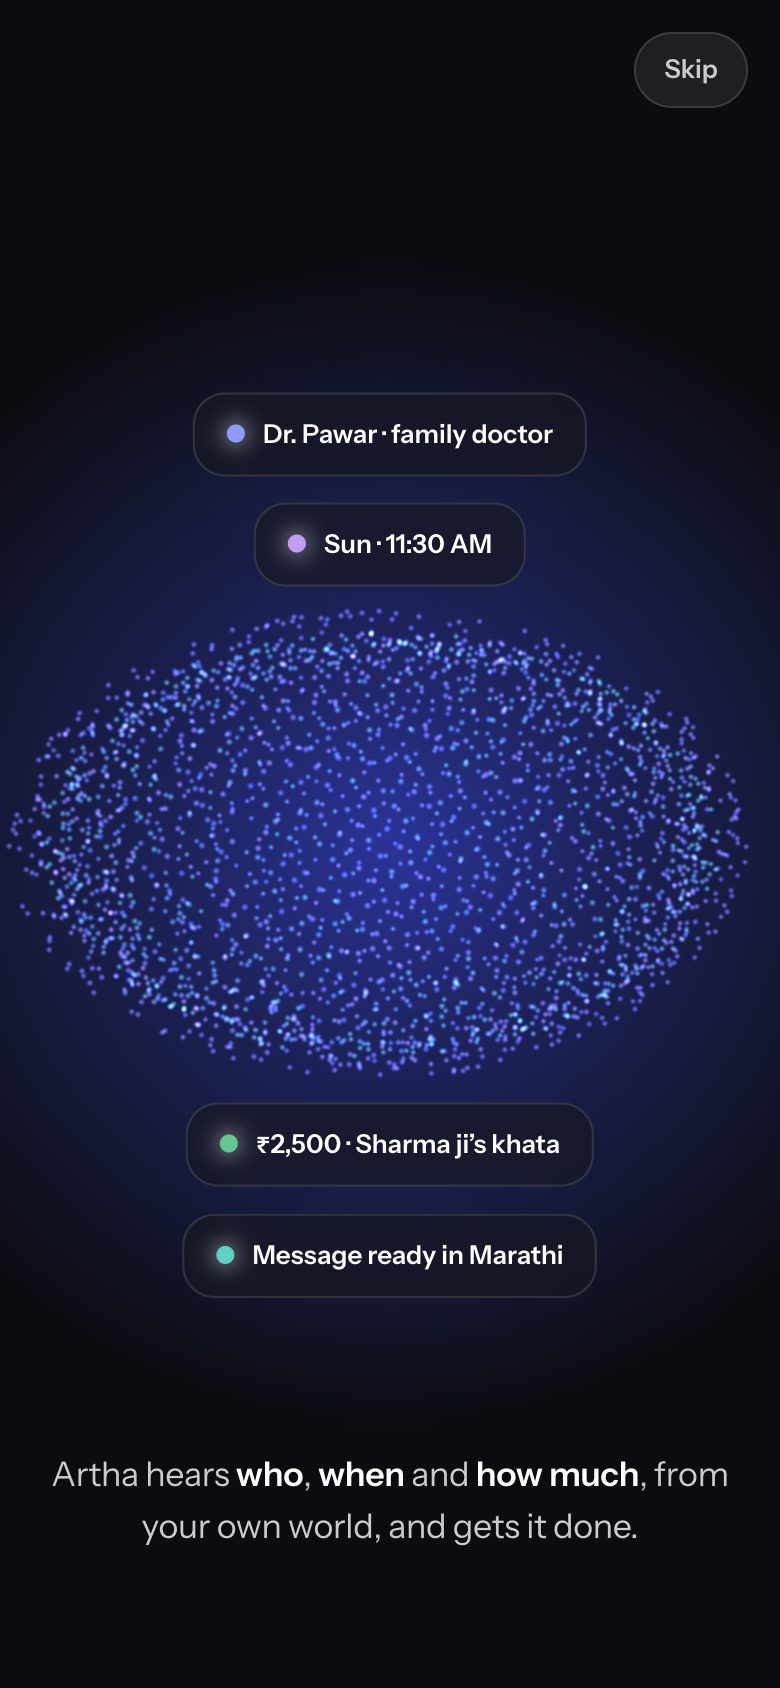 Skip
Dr. Pawar · family doctor
Sun · 11:30 AM
₹2,500 · Sharma ji’s khata
Message ready in Marathi
Artha hears who, when and how much, from
your own world, and gets it done.